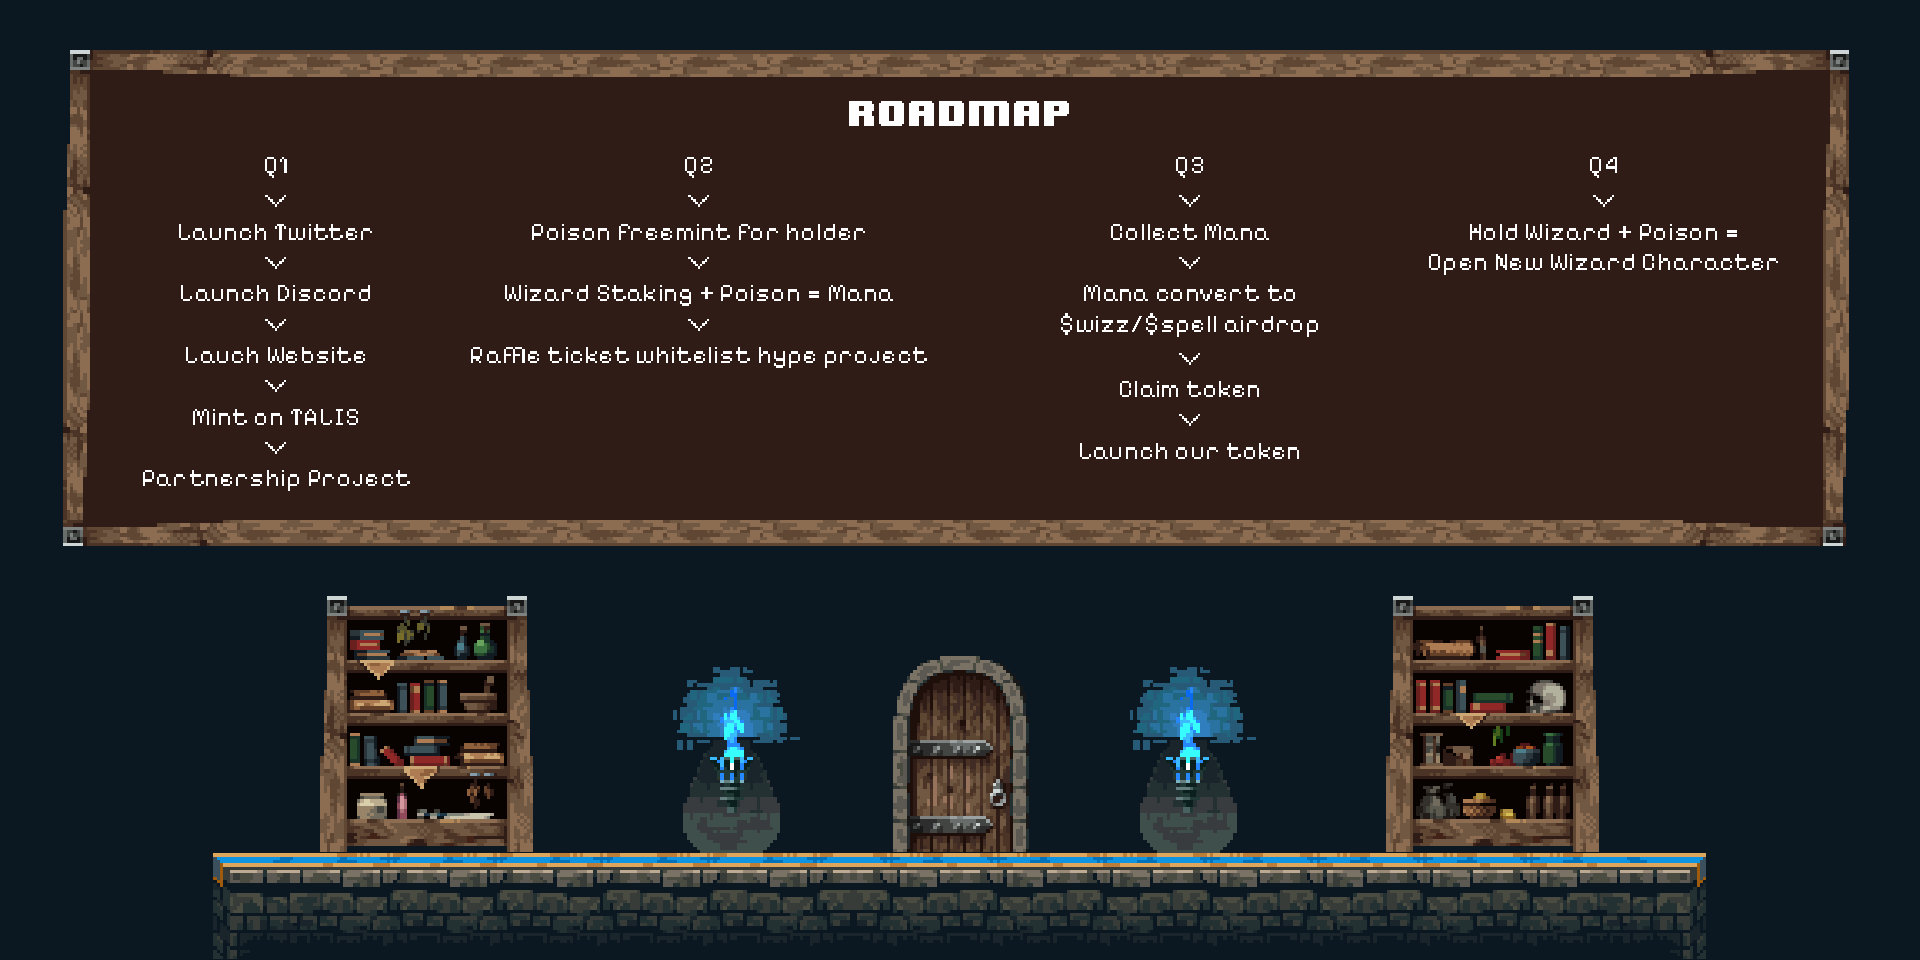 ROADMAP
Q1
Launch Twitter
Launch Discord
Lauch Website
Mint on TALIS
Partnership Project
Q2
Poison freemint for holder
Wizard Staking + Poison = Mana
Raffle ticket whitelist hype project
Q3
Collect Mana
Mana convert to
$wizz/$spell airdrop
Claim token
Launch our token
Q4
Hold Wizard + Poison =
Open New Wizard Character